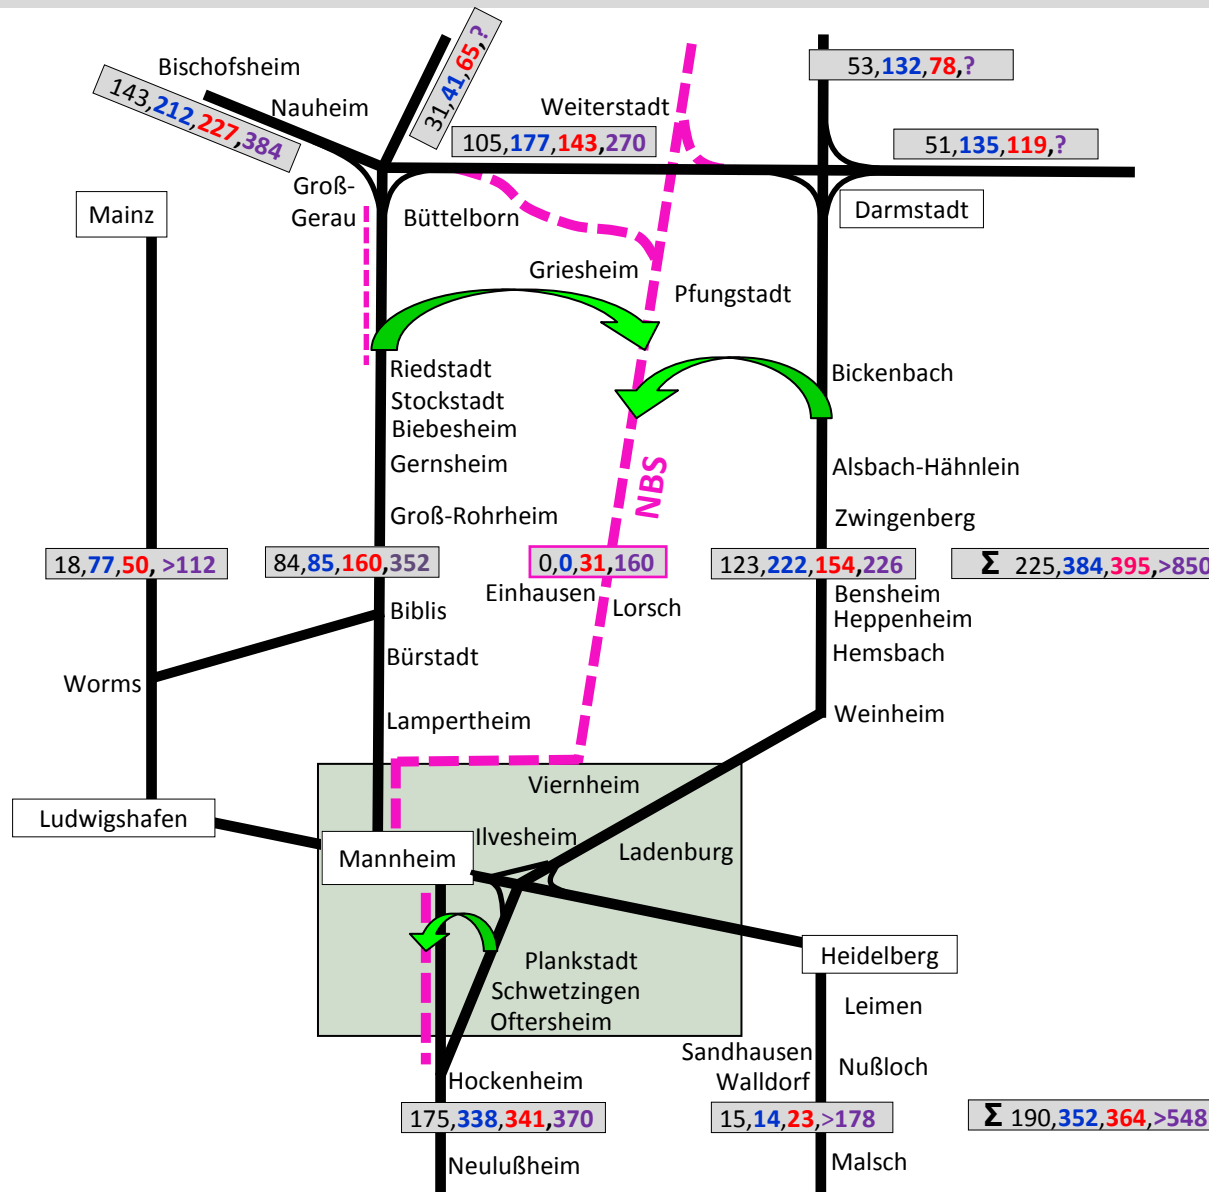 Bischofsheim
143,212,227,384
Nauheim
31,41,65,?
Weiterstadt
53,132,78,?
105,177,143,270
51,135,119,?
Groß-
Gerau
Mainz
Büttelborn
Darmstadt
Griesheim
Pfungstadt
Riedstadt
Bickenbach
Stockstadt
Biebesheim
Gernsheim
Alsbach-Hähnlein
NBS
Groß-Rohrheim
Zwingenberg
18,77,50, >112
84,85,160,352
0,0,31,160
123,222,154,226
Σ 225,384,395,>850
Einhausen
Lorsch
Bensheim
Heppenheim
Biblis
Bürstadt
Hemsbach
Worms
Lampertheim
Weinheim
Viernheim
Ludwigshafen
Ilvesheim
Mannheim
Ladenburg
Plankstadt
Heidelberg
Schwetzingen
Oftersheim
Leimen
Sandhausen
Walldorf
Nußloch
Hockenheim
175,338,341,370
15,14,23,>178
Σ 190,352,364,>548
Neulußheim
Malsch